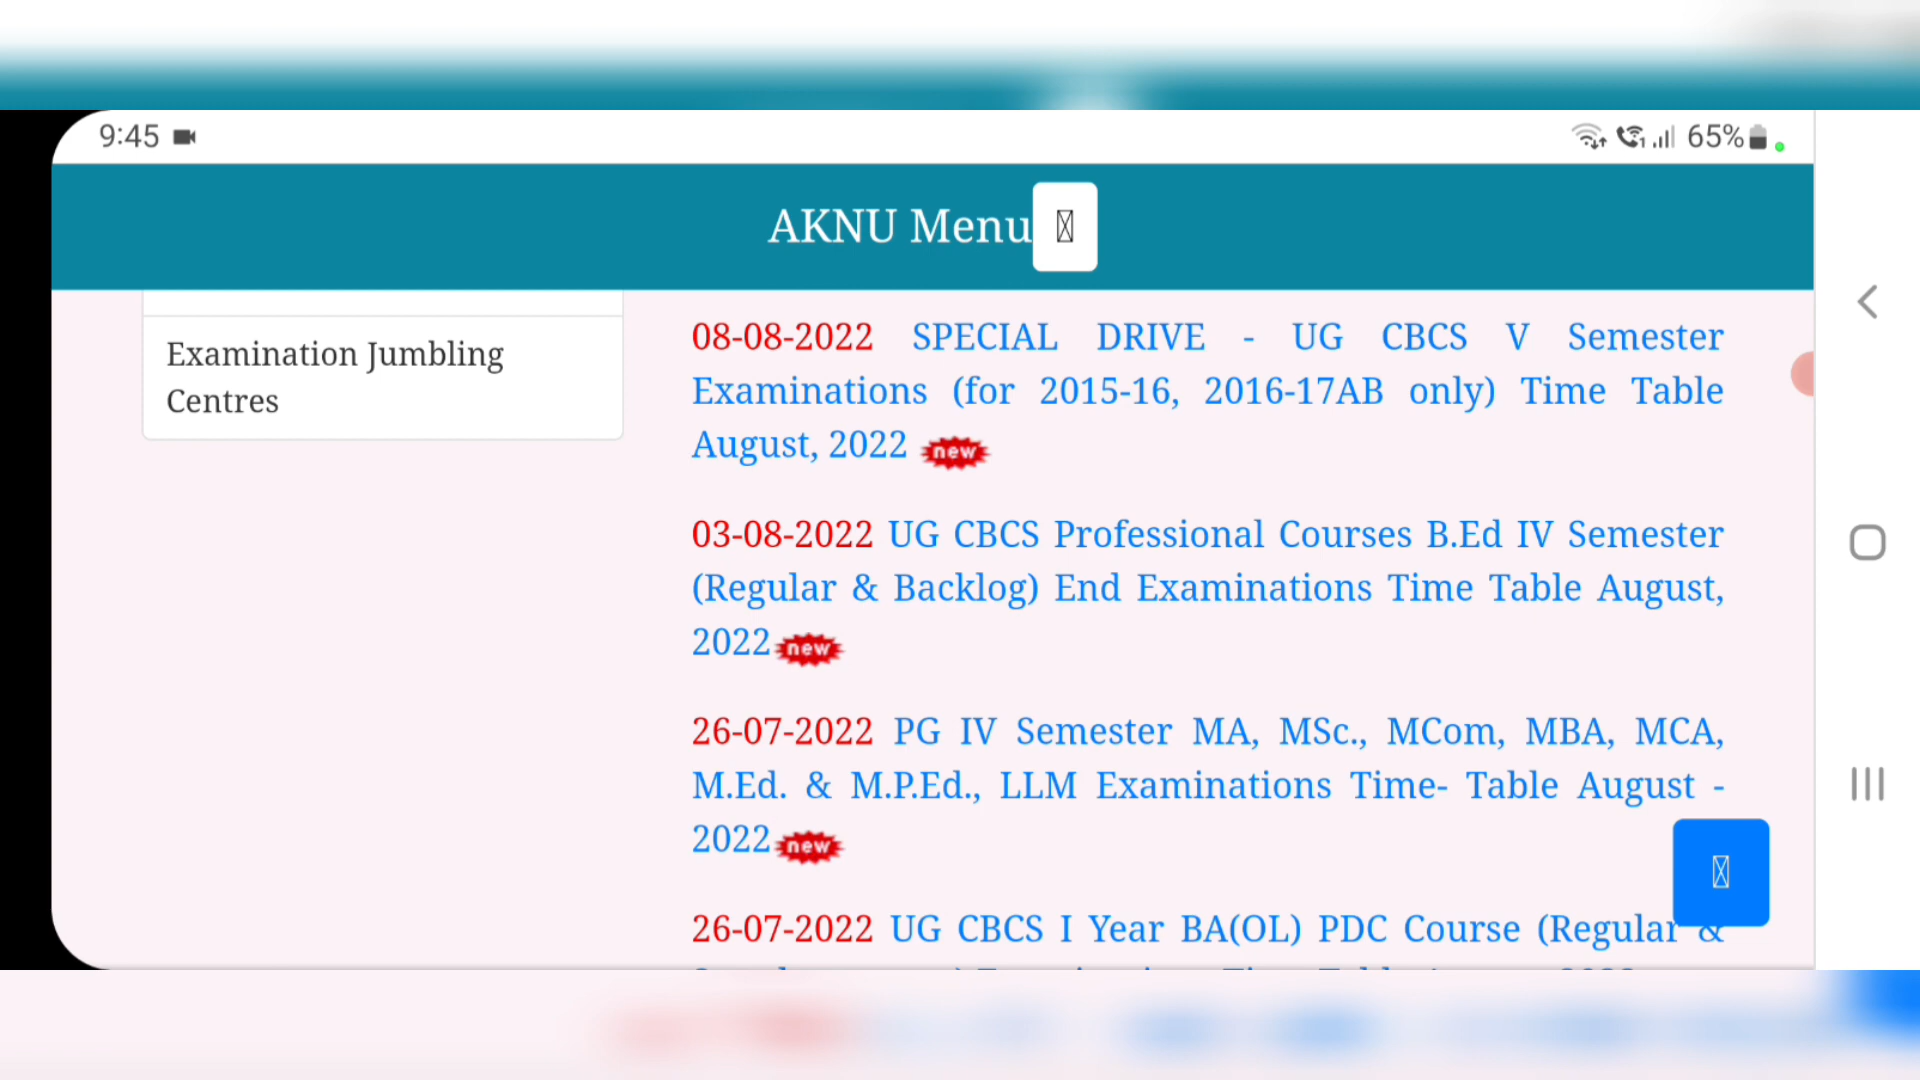 9:45
65%
AKNU Menu
Examination Jumbling
Centres
08-08-2022 SPECIAL DRIVE - UG CBCS V Semester
Examinations (for 2015-16, 2016-17AB only) Time Table
August, 2022 new
03-08-2022 UG CBCS Professional Courses B.Ed IV Semester
(Regular & Backlog) End Examinations Time Table August,
2022 new
26-07-2022 PG IV Semester MA, MSc., MCom, MBA, MCA,
M.Ed. & M.P.Ed., LLM Examinations Time- Table August -
2022 new
26-07-2022 UG CBCS I Year BA(OL) PDC Course (Regular &